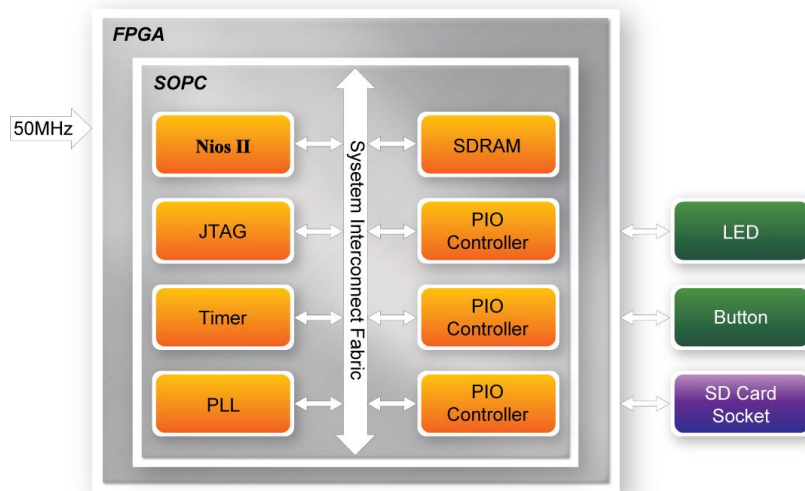 FPGA
SOPC
50MHz
Nios II
SDRAM
Sysetem Interconnect Fabric
JTAG
PIO
Controller
LED
Timer
PIO
Controller
Button
PLL
PIO
Controller
SD Card
Socket